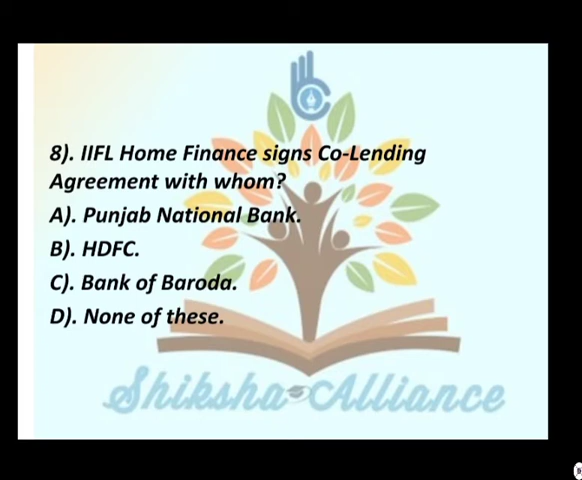 8). IIFL Home Finance signs Co-Lending
Agreement with whom?
A). Punjab National Bank.
B). HDFC.
C). Bank of Baroda.
D). None of these.
Shiksha Alliance